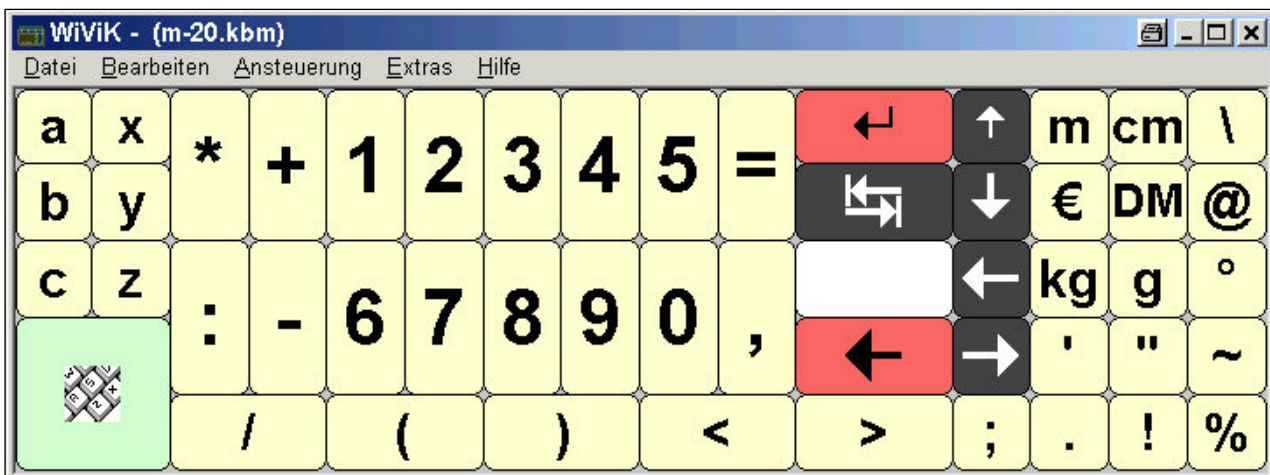 WiViK - (m-20.kbm)
Datei Bearbeiten Ansteuerung Extras Hilfe
a x * + 1 2 3 4 5 = ↵ ↑ m cm \
b y ↓ € DM @
c z : - 6 7 8 9 0 , ← kg g °
← → ' " ~
/ ( ) < > ; . ! %